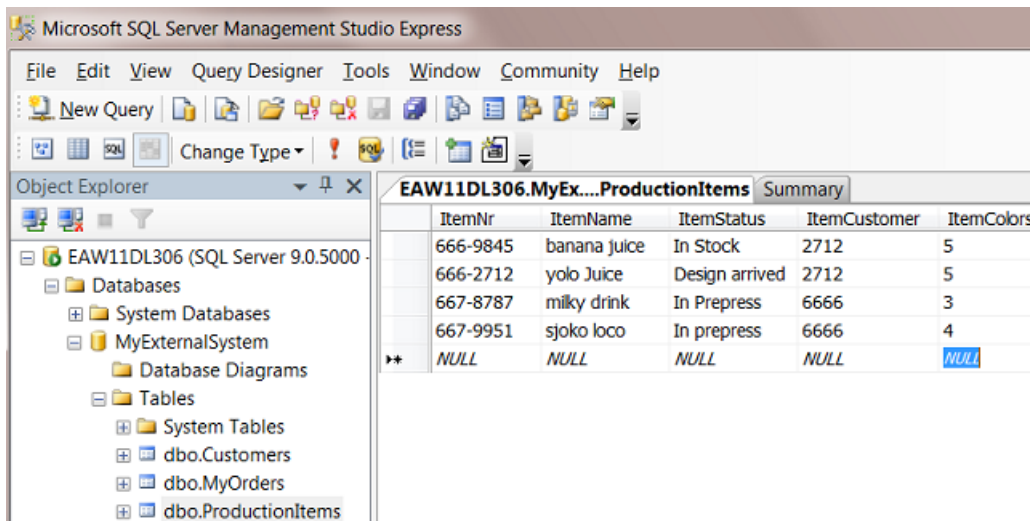 Microsoft SQL Server Management Studio Express
File Edit View Query Designer Tools Window Community Help
New Query
SQL Change Type SQL
Object Explorer
EAW11DL306 (SQL Server 9.0.5000 -
Databases
System Databases
MyExternalSystem
Database Diagrams
Tables
System Tables
dbo.Customers
dbo.MyOrders
dbo.ProductionItems
EAW11DL306.MyEx....ProductionItems Summary
ItemNr ItemName ItemStatus ItemCustomer ItemColors
666-9845 banana juice In Stock 2712 5
666-2712 yolo Juice Design arrived 2712 5
667-8787 milky drink In Prepress 6666 3
667-9951 sjoko loco In prepress 6666 4
NULL NULL NULL NULL NULL